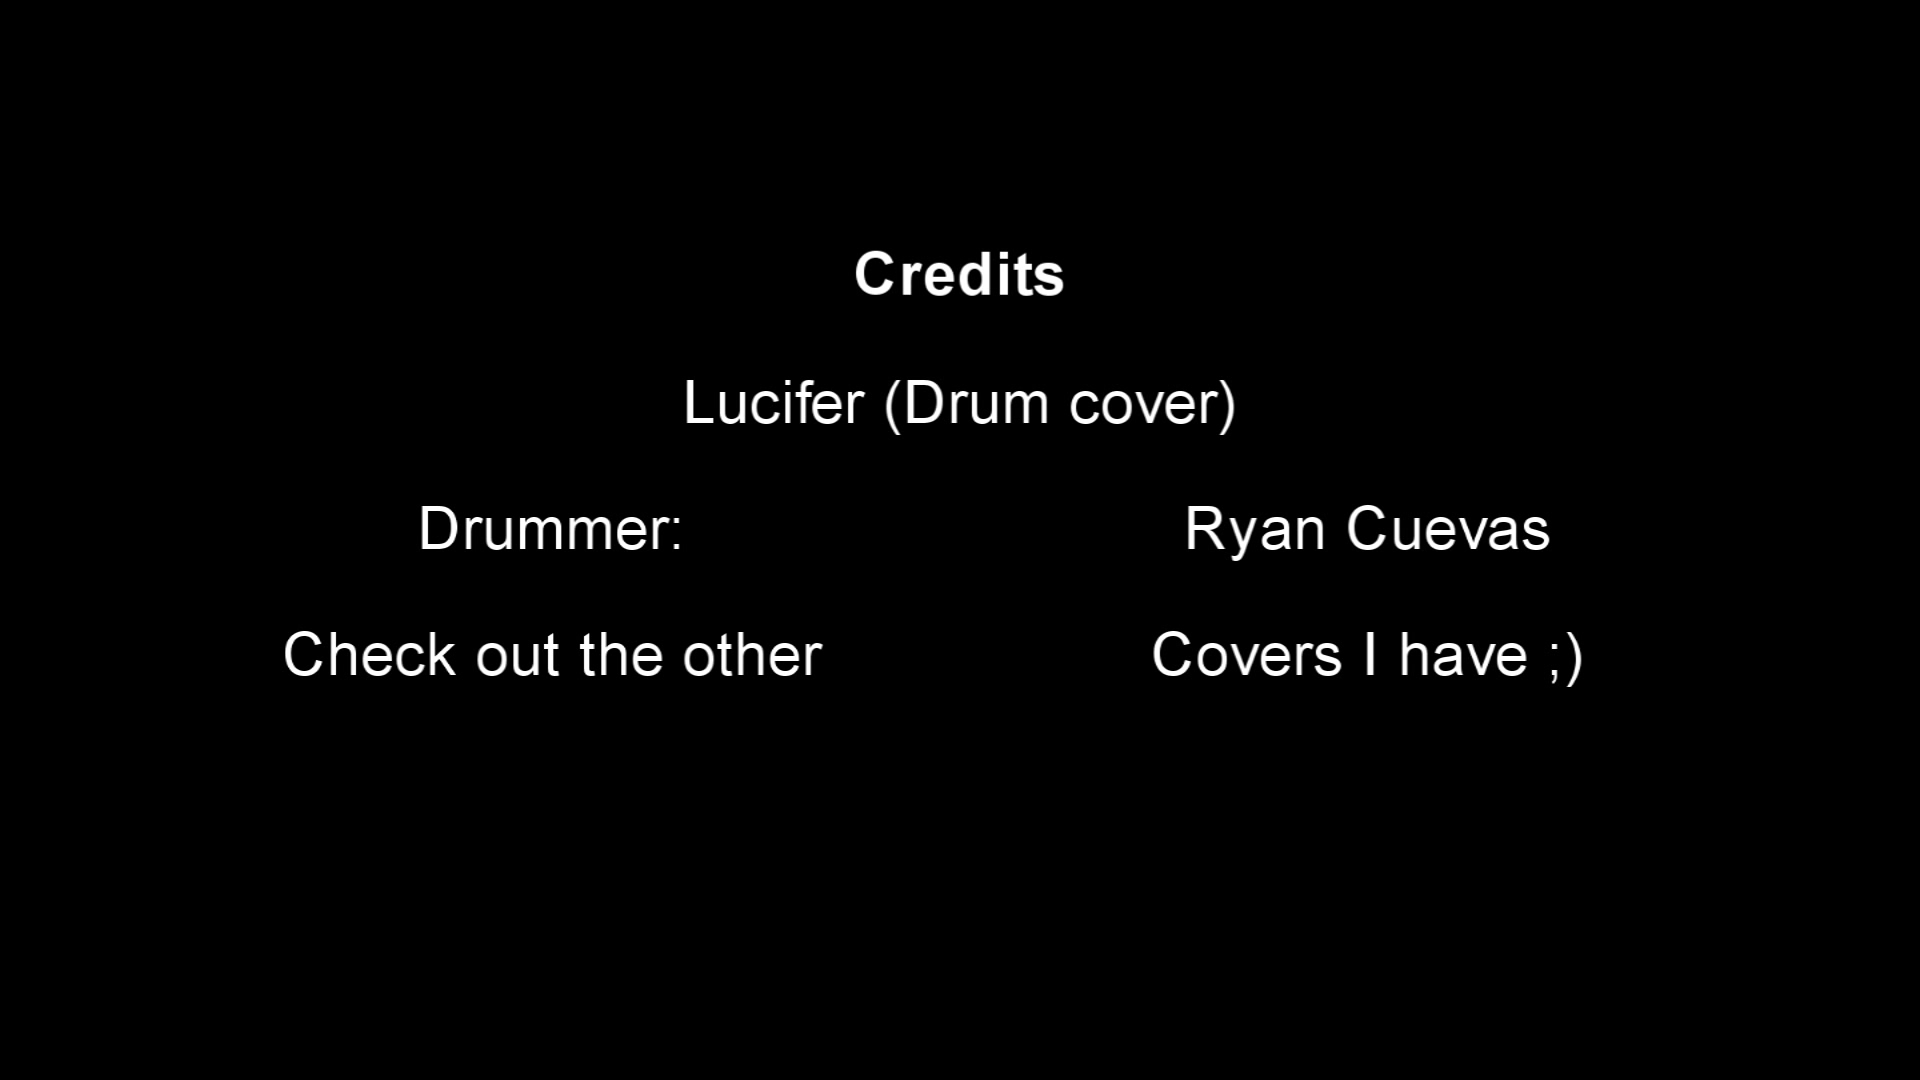 Credits
Lucifer (Drum cover)
Drummer: Ryan Cuevas
Check out the other Covers I have ;)